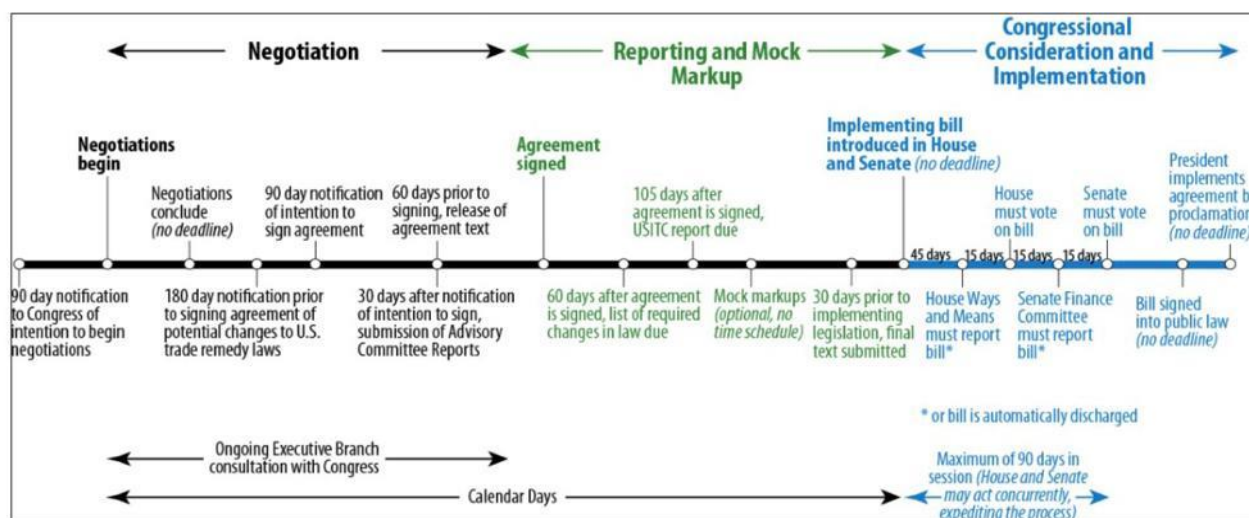 Negotiation
Reporting and Mock
Markup
Congressional
Consideration and
Implementation
Negotiations
begin
Negotiations
conclude
(no deadline)
90 day notification
of intention to
sign agreement
60 days prior to
signing, release of
agreement text
Agreement
signed
105 days after
agreement is signed,
USITC report due
Implementing bill
introduced in House
and Senate (no deadline)
House
must vote
on bill
Senate
must vote
on bill
President
implements
agreement b
proclamation
(no deadline)
45 days
15 days
15 days
15 days
90 day notification
to Congress of
intention to begin
negotiations
180 day notification prior
to signing agreement of
potential changes to U.S.
trade remedy laws
30 days after notification
of intention to sign,
submission of Advisory
Committee Reports
60 days after agreement
is signed, list of required
changes in law due
Mock markups
(optional, no
time schedule)
30 days prior to
implementing
legislation, final
text submitted
House Ways
and Means
must report
bill*
Senate Finance
Committee
must report
bill*
Bill signed
into public law
(no deadline)
* or bill is automatically discharged
Ongoing Executive Branch
consultation with Congress
Calendar Days
Maximum of 90 days in
session (House and Senate
may act concurrently,
expediting the process)